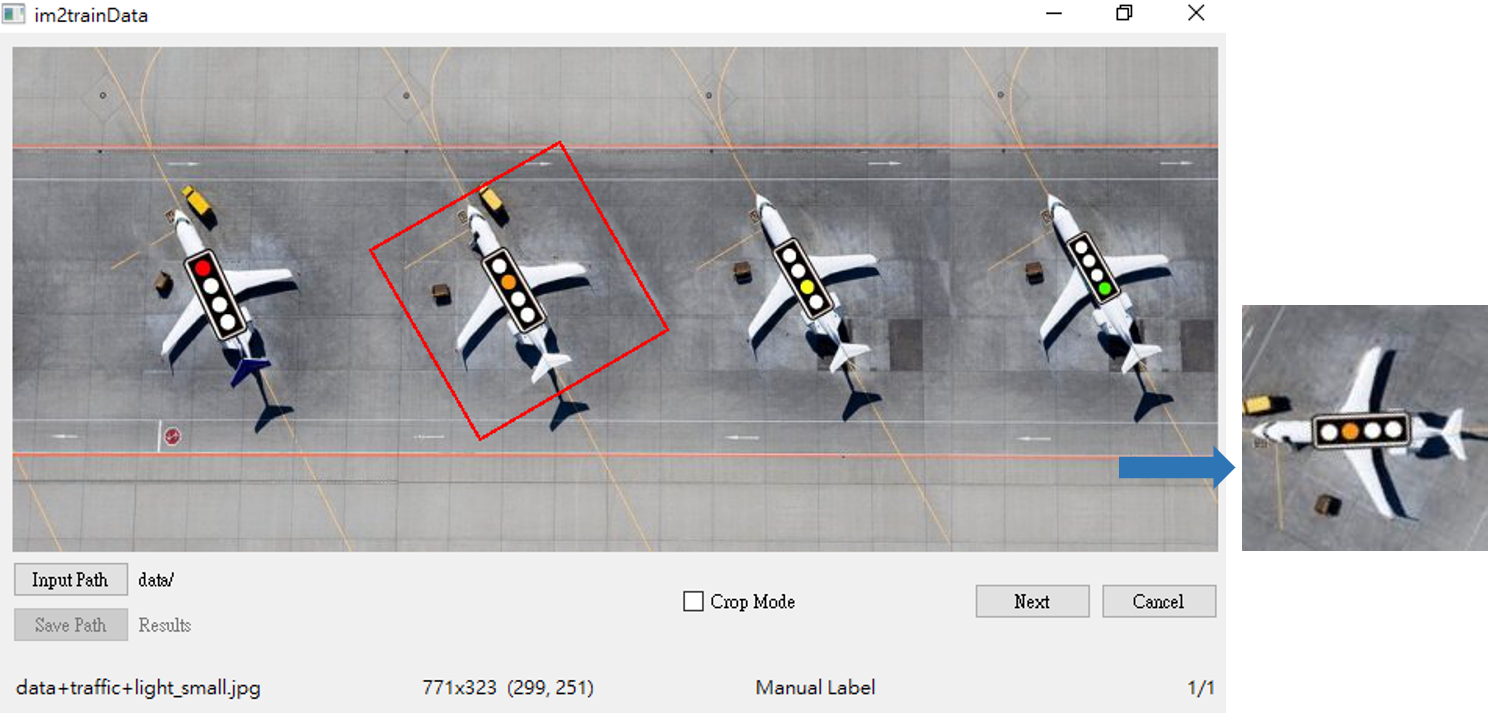 im2trainData
Input Path data/
Crop Mode Next Cancel
Save Path Results
data+traffic+light_small.jpg 771x323 (299, 251) Manual Label 1/1